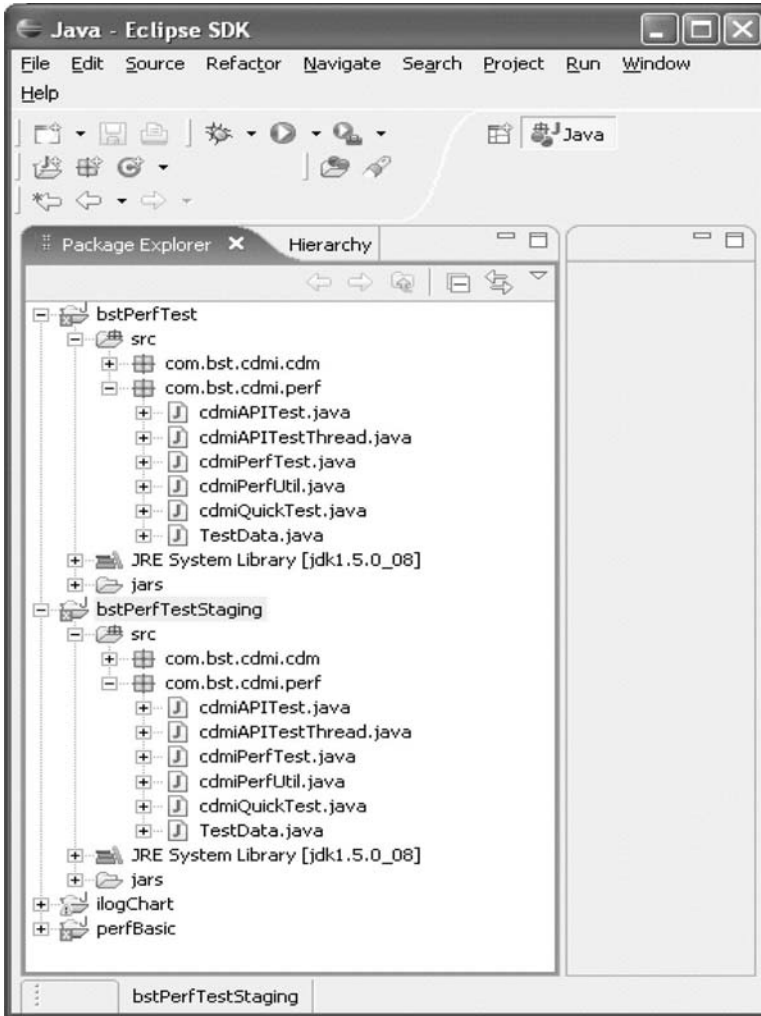 Java - Eclipse SDK
File Edit Source Refactor Navigate Search Project Run Window
Help
Java
Package Explorer Hierarchy
bstPerfTest
src
com.bst.cdmi.cdm
com.bst.cdmi.perf
cdmiAPITest.java
cdmiAPITestThread.java
cdmiPerfTest.java
cdmiPerfUtil.java
cdmiQuickTest.java
TestData.java
JRE System Library [jdk1.5.0_08]
jars
bstPerfTestStaging
src
com.bst.cdmi.cdm
com.bst.cdmi.perf
cdmiAPITest.java
cdmiAPITestThread.java
cdmiPerfTest.java
cdmiPerfUtil.java
cdmiQuickTest.java
TestData.java
JRE System Library [jdk1.5.0_08]
jars
ilogChart
perfBasic
bstPerfTestStaging